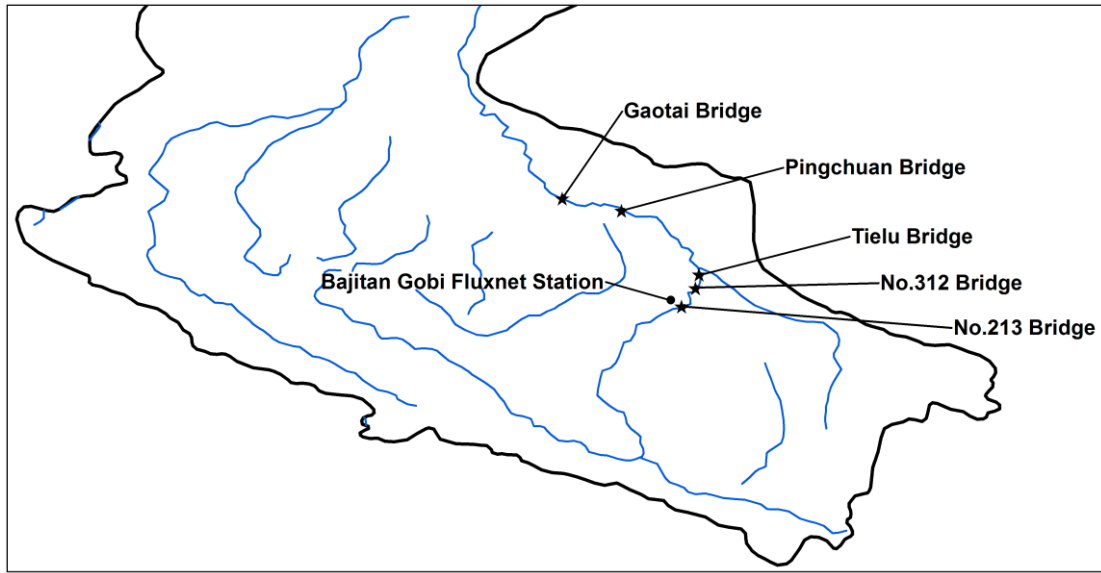 Gaotai Bridge
Pingchuan Bridge
Tielu Bridge
Bajitan Gobi Fluxnet Station
No.312 Bridge
No.213 Bridge